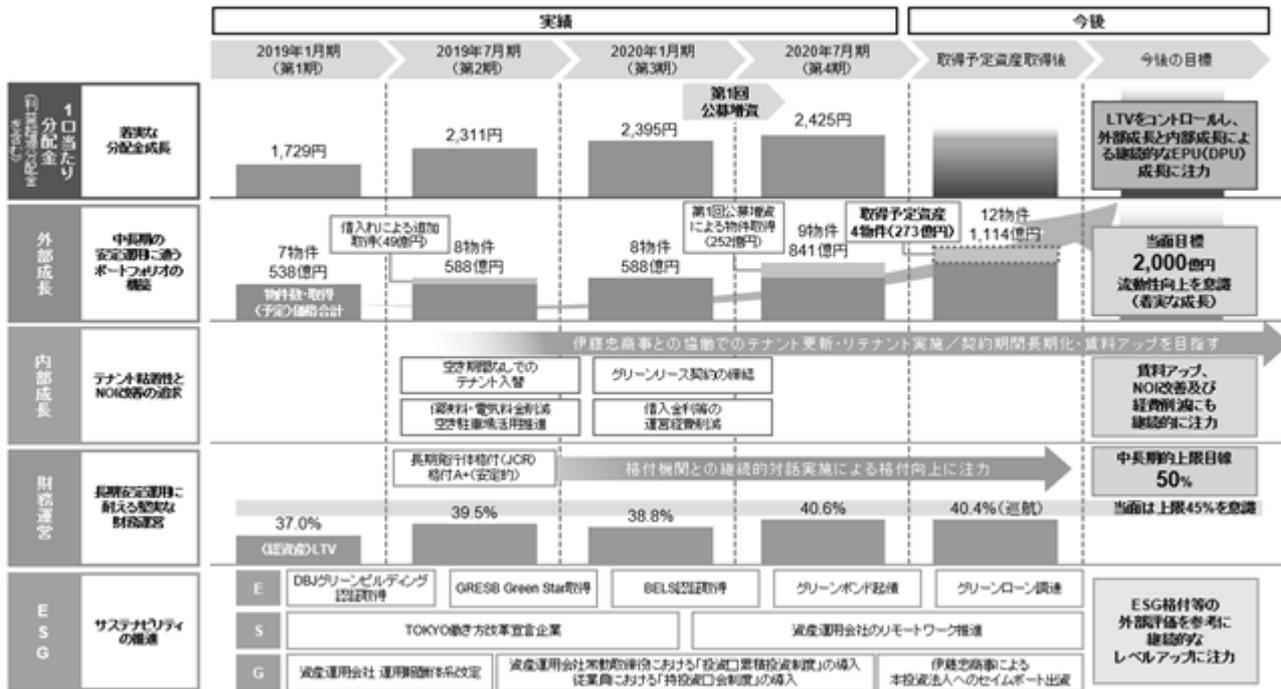 実績
今後
2019年1月期
(第1期)
2019年7月期
(第2期)
2020年1月期
(第3期)
2020年7月期
(第4期)
取得予定資産取得後
今後の目標
1口当たり
分配金
着実な
分配金成長
1,729円
2,311円
2,395円
第1回
公募増資
2,425円
LTVをコントロールし、
外部成長と内部成長によ
る継続的なEPU(DPU)
成長に注力
外部成長
中長期の
安定運用に適う
ポートフォリオの
構築
7物件
538億円
物件数・取得
(予定)価格合計
借入れによる追加
取得(49億円)
8物件
588億円
8物件
588億円
第1回公募増資
による物件取得
(252億円)
9物件
841億円
取得予定資産
4物件(273億円)
12物件
1,114億円
当面目標
2,000億円
流動性向上を意識
(着実な成長)
内部成長
テナント粘着性と
NOI改善の追求
伊藤忠商事との協働でのテナント更新・リテナント実施/契約期間長期化・賃料アップを目指す
空き期間なしでの
テナント入替
グリーンリース契約の締結
保険料・電気料金削減
空き駐車場活用推進
借入金利等の
運営経費削減
賃料アップ、
NOI改善及び
経費削減にも
継続的に注力
財務運営
長期安定運用に
耐える堅実な
財務運営
長期発行体格付(JCR)
格付A+(安定的)
格付機関との継続的対話実施による格付向上に注力
中長期的上限目線
50%
当面は上限45%を意識
37.0%
(総資産)LTV
39.5%
38.8%
40.6%
40.4%(巡航)
ESG
サステナビリティ
の推進
E
DBJグリーンビルディング
認証取得
GRESB Green Star取得
BELS認証取得
グリーンボンド起債
グリーンローン調達
S
TOKYO働き方改革宣言企業
資産運用会社のリモートワーク推進
G
資産運用会社 運用報酬体系改定
資産運用会社常勤取締役における「投資口累積投資制度」の導入
従業員における「持投資口会制度」の導入
伊藤忠商事による
本投資法人へのセイムボート出資
ESG格付等の
外部評価を参考に
継続的な
レベルアップに注力